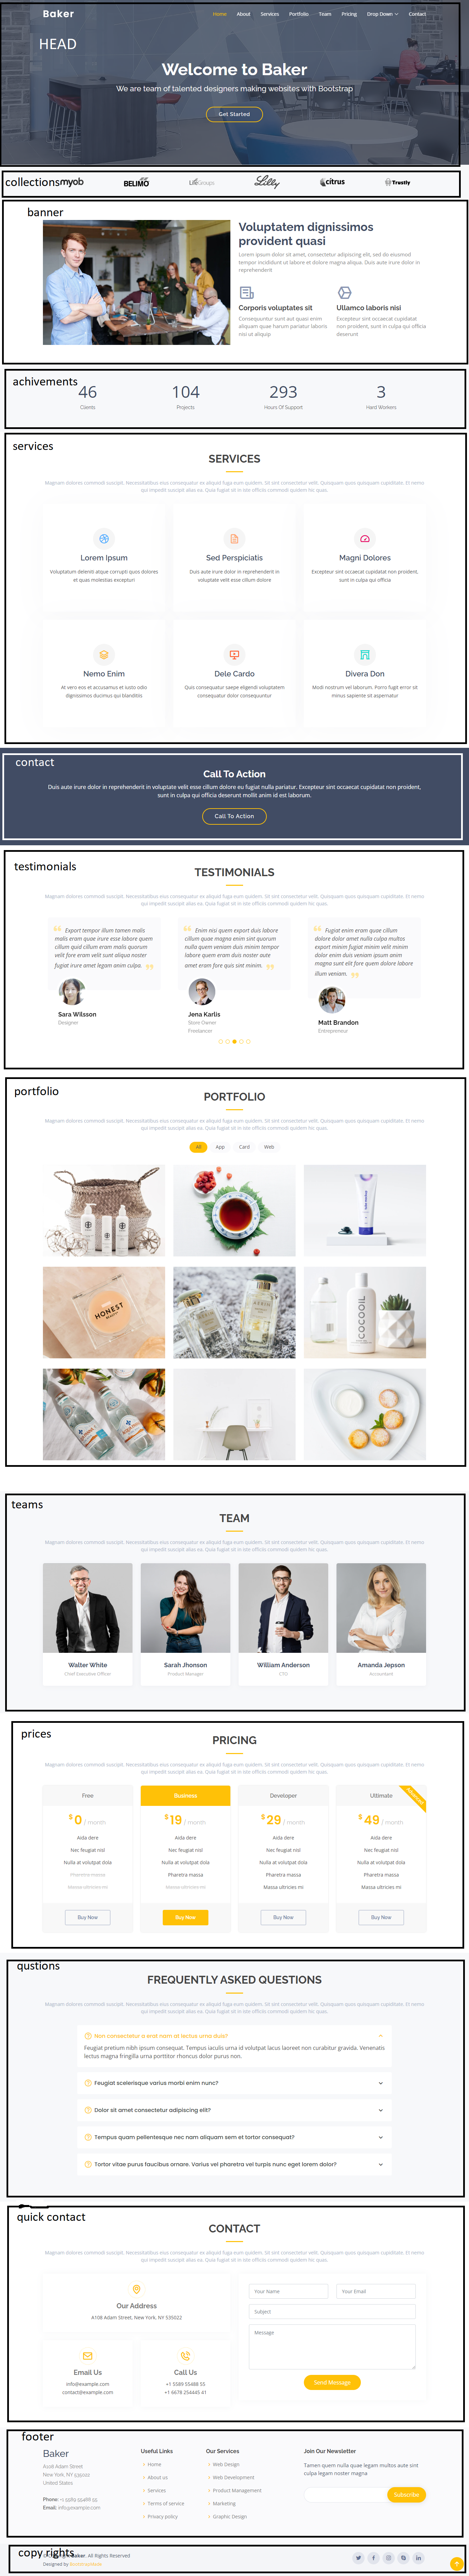 Baker
Home About Services Portfolio Team Pricing Drop Down Contact
HEAD
Welcome to Baker
We are team of talented designers making websites with Bootstrap
Get Started
collections
myob BELIMO LifeGroups Lilly citrus Trustly
banner
Voluptatem dignissimos
provident quasi
Lorem ipsum dolor sit amet, consectetur adipiscing elit, sed do eiusmod
tempor incididunt ut labore et dolore magna aliqua. Duis aute irure dolor in
reprehenderit
Corporis voluptates sit
Consequuntur sunt aut quasi enim
aliquam quae harum pariatur laboris
nisi ut aliquip
Ullamco laboris nisi
Excepteur sint occaecat cupidatat
non proident, sunt in culpa qui officia
deserunt
achivements
46 104 293 3
Clients Projects Hours Of Support Hard Workers
services
SERVICES
Magnam dolores commodi suscipit. Necessitatibus eius consequatur ex aliquid fuga eum quidem. Sit sint consectetur velit. Quisquam quos quisquam cupiditate. Et nemo
qui impedit suscipit alias ea. Quia fugiat sit in iste officiis commodi quidem hic quas.
Lorem Ipsum
Voluptatum deleniti atque corrupti quos dolores
et quas molestias excepturi
Sed Perspiciatis
Duis aute irure dolor in reprehenderit in
voluptate velit esse cillum dolore
Magni Dolores
Excepteur sint occaecat cupidatat non proident,
sunt in culpa qui officia
Nemo Enim
At vero eos et accusamus et iusto odio
dignissimos ducimus qui blanditiis
Dele Cardo
Quis consequatur saepe eligendi voluptatem
consequatur dolor consequuntur
Divera Don
Modi nostrum vel laborum. Porro fugit error sit
minus sapiente sit aspernatur
contact
Call To Action
Duis aute irure dolor in reprehenderit in voluptate velit esse cillum dolore eu fugiat nulla pariatur. Excepteur sint occaecat cupidatat non proident,
sunt in culpa qui officia deserunt mollit anim id est laborum.
Call To Action
testimonials
TESTIMONIALS
Magnam dolores commodi suscipit. Necessitatibus eius consequatur ex aliquid fuga eum quidem. Sit sint consectetur velit. Quisquam quos quisquam cupiditate. Et nemo
qui impedit suscipit alias ea. Quia fugiat sit in iste officiis commodi quidem hic quas.
Export tempor illum tamen malis
malis eram quae irure esse labore quem
cillum quid cillum eram malis quorum
velit fore eram velit sunt aliqua noster
fugiat irure amet legam anim culpa.
Sara Wilsson
Designer
Enim nisi quem export duis labore
cillum quae magna enim sint quorum
nulla quem veniam duis minim tempor
labore quem eram duis noster aute
amet eram fore quis sint minim.
Jena Karlis
Store Owner
Freelancer
Fugiat enim eram quae cillum
dolore dolor amet nulla culpa multos
export minim fugiat minim velit minim
dolor enim duis veniam ipsum anim
magna sunt elit fore quem dolore labore
illum veniam.
Matt Brandon
Entrepreneur
portfolio
PORTFOLIO
Magnam dolores commodi suscipit. Necessitatibus eius consequatur ex aliquid fuga eum quidem. Sit sint consectetur velit. Quisquam quos quisquam cupiditate. Et nemo
qui impedit suscipit alias ea. Quia fugiat sit in iste officiis commodi quidem hic quas.
All App Card Web
HONEST
COCOOIL
teams
TEAM
Magnam dolores commodi suscipit. Necessitatibus eius consequatur ex aliquid fuga eum quidem. Sit sint consectetur velit. Quisquam quos quisquam cupiditate. Et nemo
qui impedit suscipit alias ea. Quia fugiat sit in iste officiis commodi quidem hic quas.
Walter White
Chief Executive Officer
Sarah Jhonson
Product Manager
William Anderson
CTO
Amanda Jepson
Accountant
prices
PRICING
Magnam dolores commodi suscipit. Necessitatibus eius consequatur ex aliquid fuga eum quidem. Sit sint consectetur velit. Quisquam quos quisquam cupiditate. Et nemo
qui impedit suscipit alias ea. Quia fugiat sit in iste officiis commodi quidem hic quas.
Free Business Developer Ultimate
$0 / month $19 / month $29 / month $49 / month
Aida dere Aida dere Aida dere Aida dere
Nec feugiat nisl Nec feugiat nisl Nec feugiat nisl Nec feugiat nisl
Nulla at volutpat dola Nulla at volutpat dola Nulla at volutpat dola Nulla at volutpat dola
Pharetra massa Pharetra massa Pharetra massa Pharetra massa
Massa ultricies mi Massa ultricies mi Massa ultricies mi Massa ultricies mi
Buy Now Buy Now Buy Now Buy Now
qustions
FREQUENTLY ASKED QUESTIONS
Magnam dolores commodi suscipit. Necessitatibus eius consequatur ex aliquid fuga eum quidem. Sit sint consectetur velit. Quisquam quos quisquam cupiditate. Et nemo
qui impedit suscipit alias ea. Quia fugiat sit in iste officiis commodi quidem hic quas.
Non consectetur a erat nam at lectus urna duis?
Feugiat pretium nibh ipsum consequat. Tempus iaculis urna id volutpat lacus laoreet non curabitur gravida. Venenatis
lectus magna fringilla urna porttitor rhoncus dolor purus non.
Feugiat scelerisque varius morbi enim nunc?
Dolor sit amet consectetur adipiscing elit?
Tempus quam pellentesque nec nam aliquam sem et tortor consequat?
Tortor vitae purus faucibus ornare. Varius vel pharetra vel turpis nunc eget lorem dolor?
quick contact
CONTACT
Magnam dolores commodi suscipit. Necessitatibus eius consequatur ex aliquid fuga eum quidem. Sit sint consectetur velit. Quisquam quos quisquam cupiditate. Et nemo
qui impedit suscipit alias ea. Quia fugiat sit in iste officiis commodi quidem hic quas.
Our Address
A108 Adam Street, New York, NY 535022
Email Us
info@example.com
contact@example.com
Call Us
+1 5589 55488 55
+1 6678 254445 41
Your Name Your Email
Subject
Message
Send Message
footer
Baker
A108 Adam Street
New York, NY 535022
United States
Phone: +1 5589 55488 55
Email: info@example.com
Useful Links
Home
About us
Services
Terms of service
Privacy policy
Our Services
Web Design
Web Development
Product Management
Marketing
Graphic Design
Join Our Newsletter
Tamen quem nulla quae legam multos aute sint
culpa legam noster magna
Subscribe
copy rights
Baker. All Rights Reserved
Designed by BootstrapMade